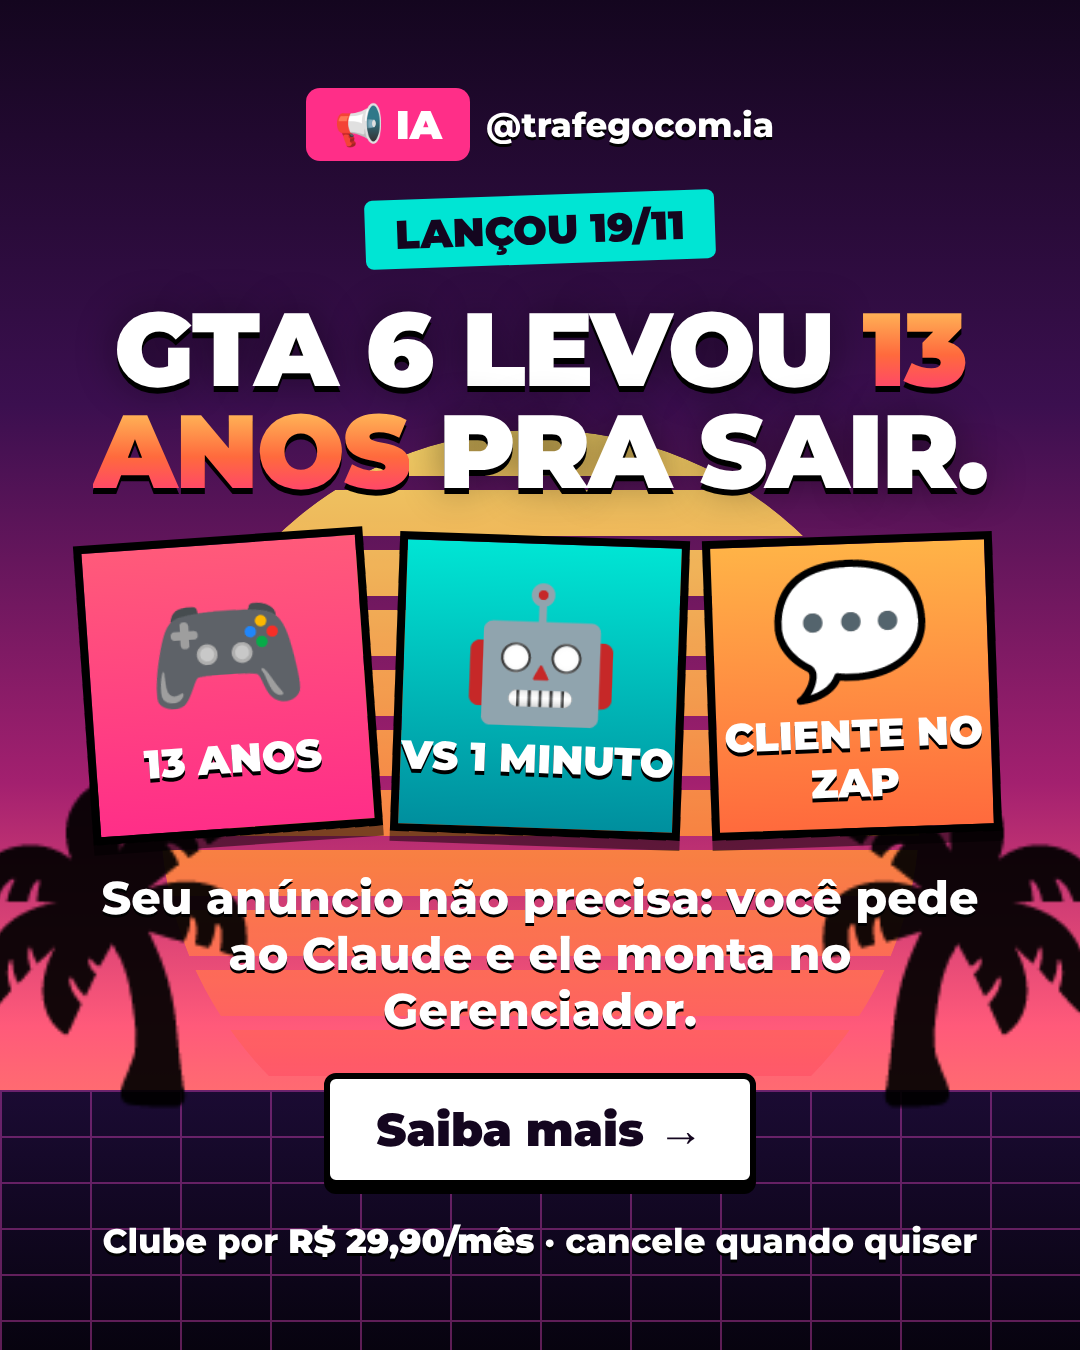 📢 IA @trafegocom.ia
LANÇOU 19/11
GTA 6 LEVOU 13
ANOS PRA SAIR.
13 ANOS
VS 1 MINUTO
CLIENTE NO
ZAP
Seu anúncio não precisa: você pede
ao Claude e ele monta no
Gerenciador.
Saiba mais →
Clube por R$ 29,90/mês · cancele quando quiser